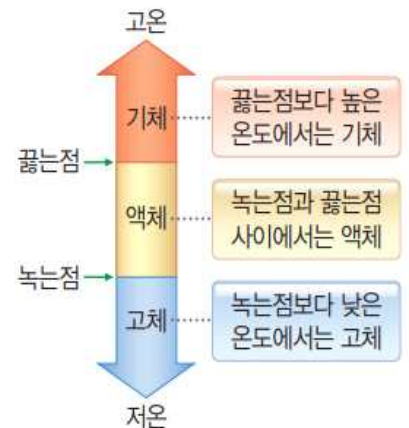 고온
기체
끓는점보다 높은
온도에서는 기체
끓는점
액체
녹는점과 끓는점
사이에서는 액체
녹는점
고체
녹는점보다 낮은
온도에서는 고체
저온